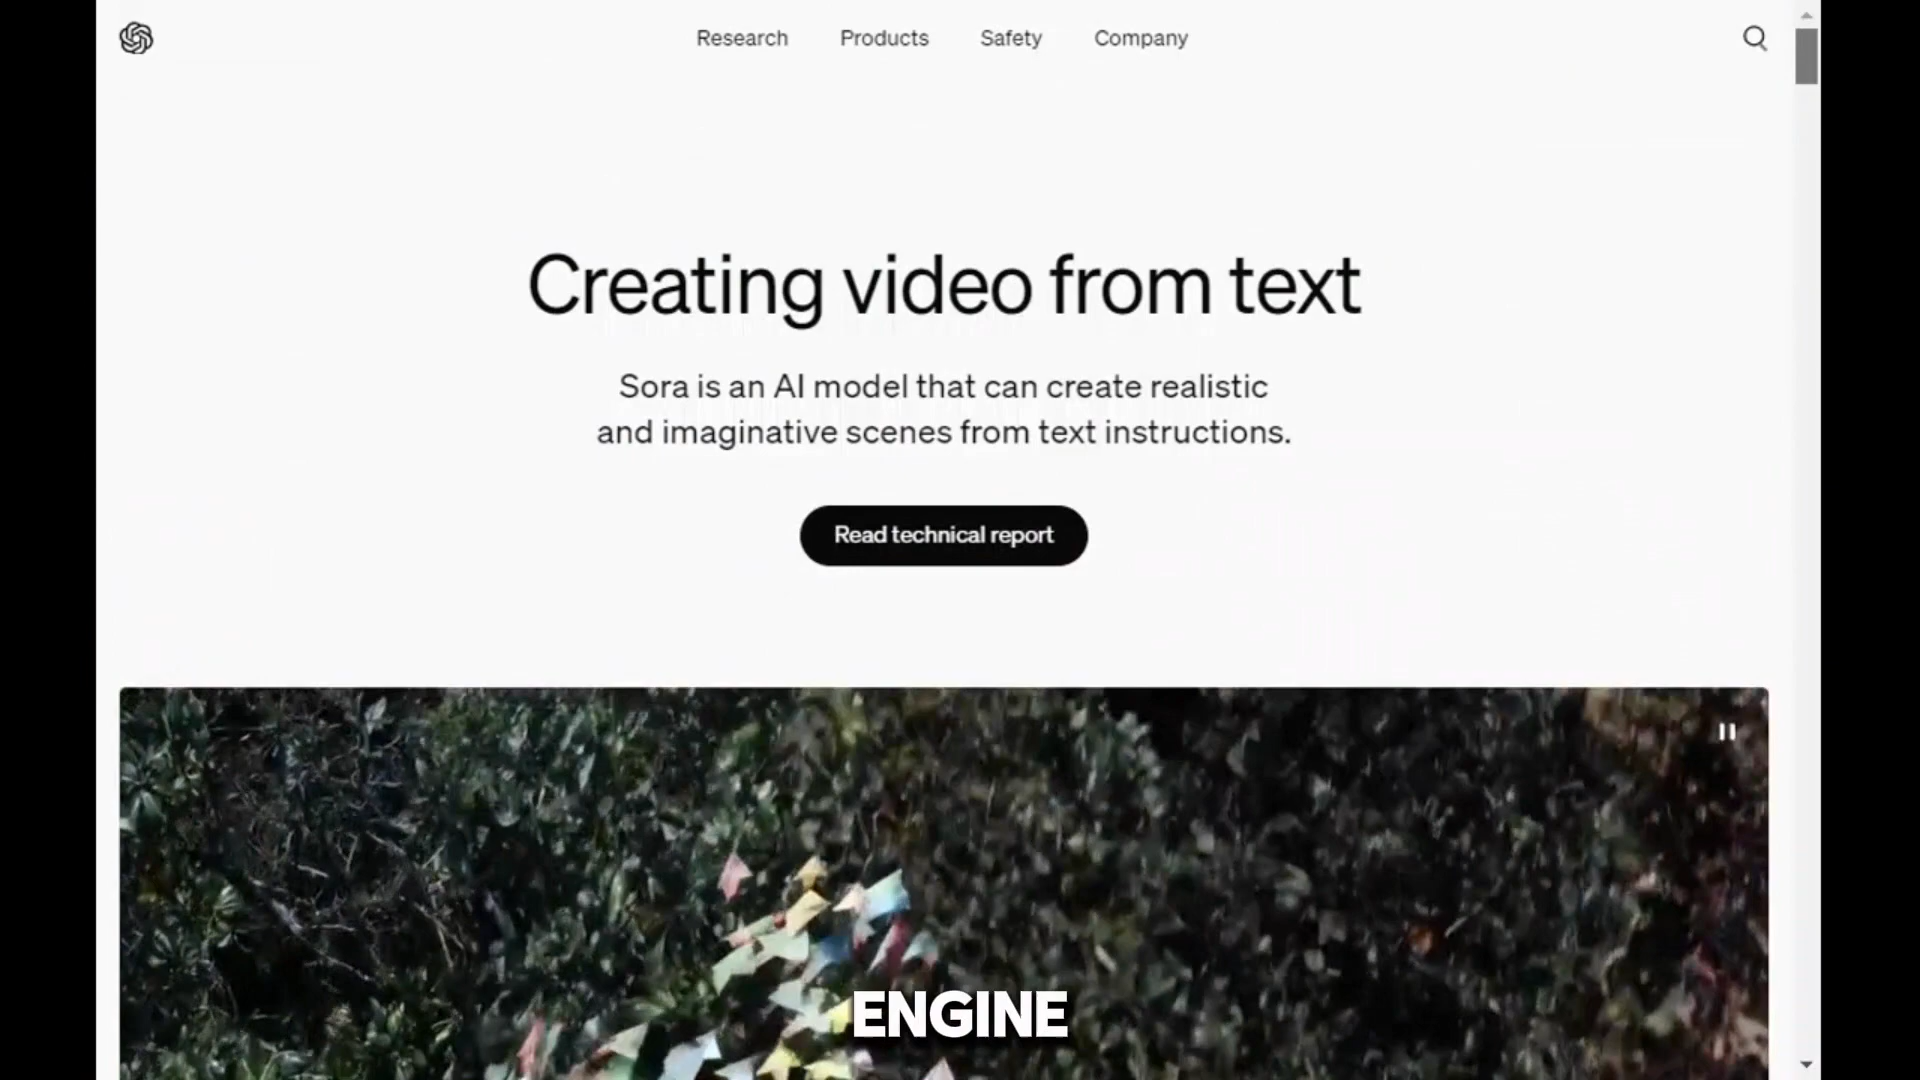 Research Products Safety Company
Creating video from text
Sora is an AI model that can create realistic
and imaginative scenes from text instructions.
Read technical report
ENGINE